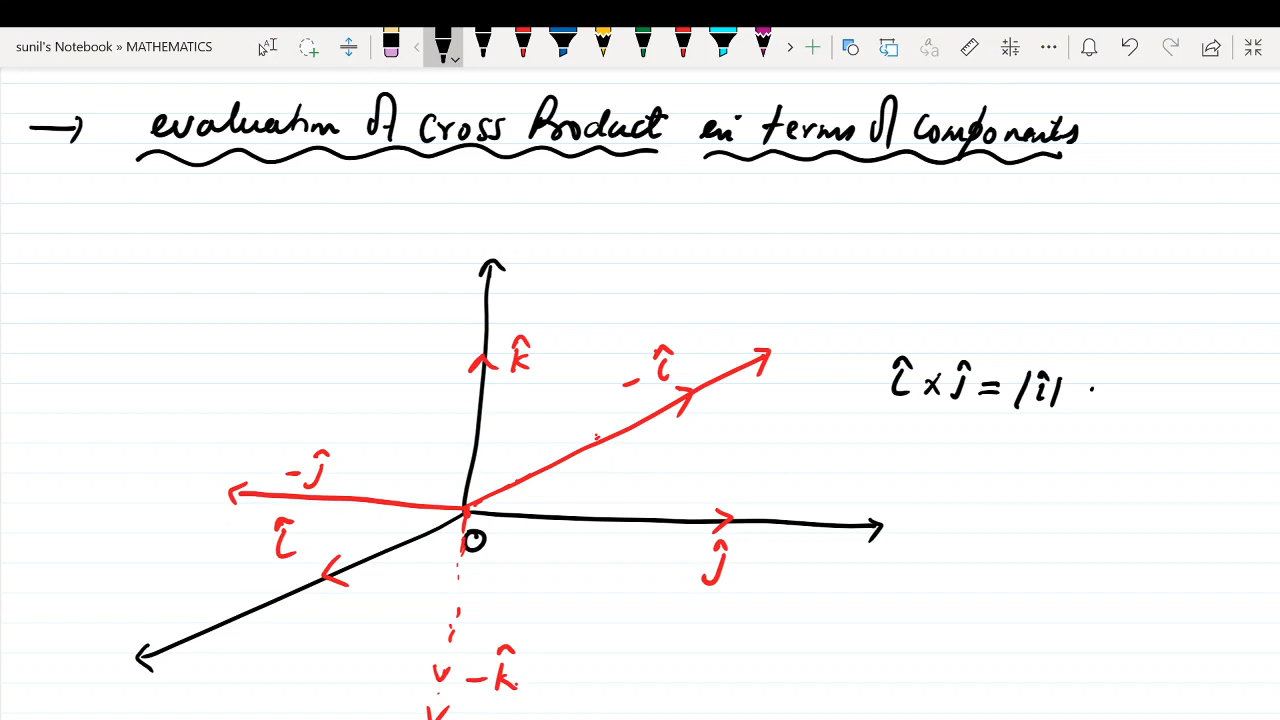 sunil's Notebook » MATHEMATICS
→ evaluation of cross Product in terms of components
k̂
-î
î × ĵ = |î| ·
-ĵ
î
O
ĵ
-k̂